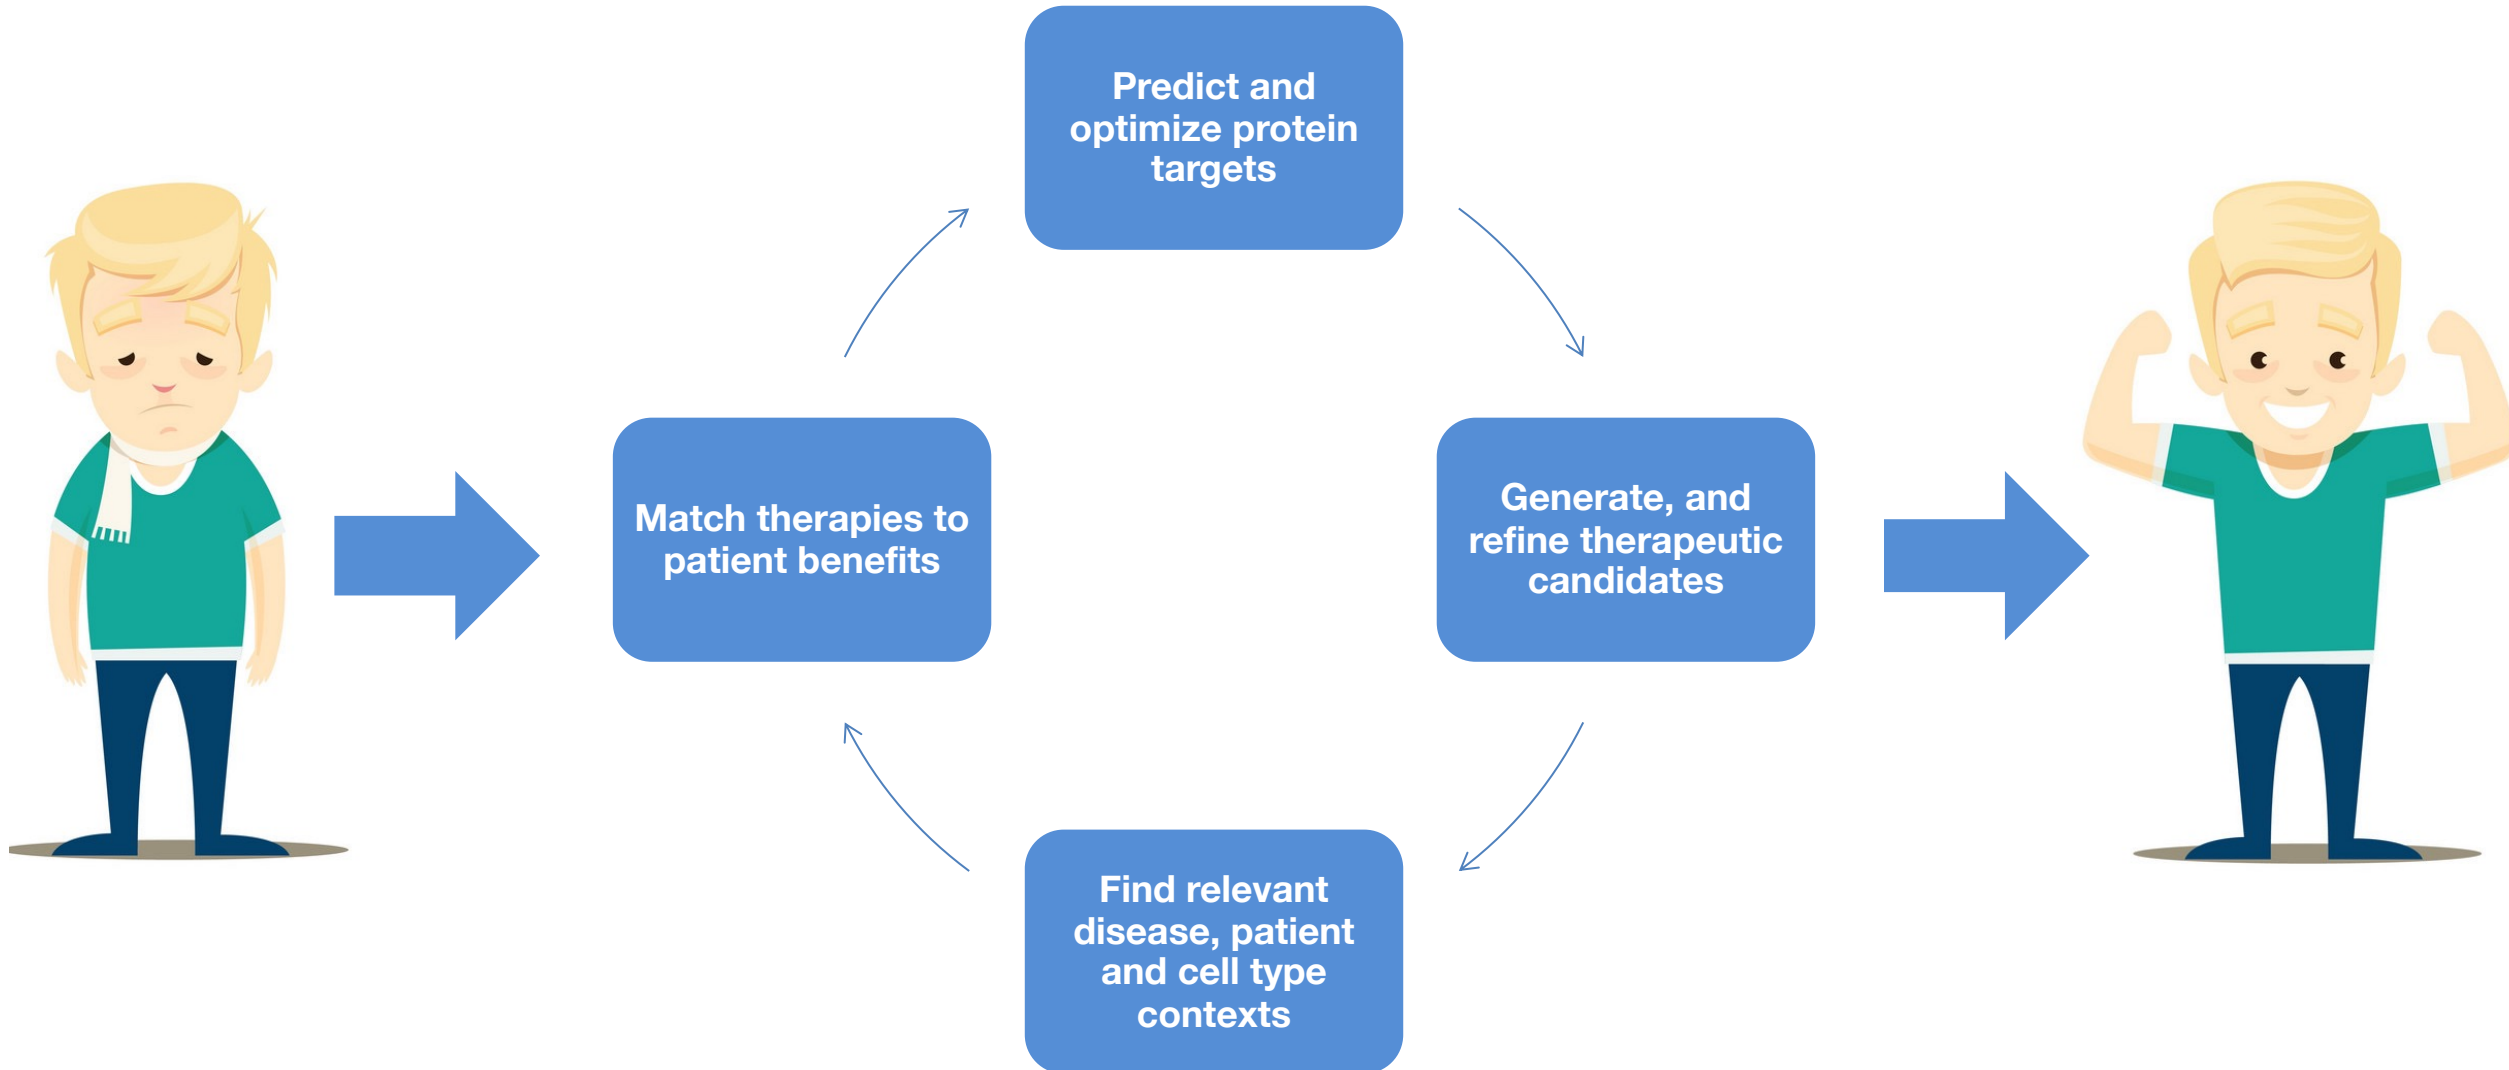 Predict and
optimize protein
targets
Match therapies to
patient benefits
Generate, and
refine therapeutic
candidates
Find relevant
disease, patient
and cell type
contexts